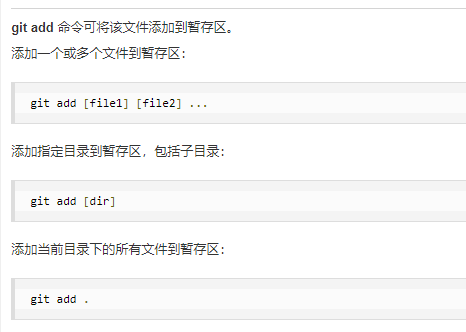 git add 命令可将该文件添加到暂存区。
添加一个或多个文件到暂存区：
git add [file1] [file2] ...
添加指定目录到暂存区，包括子目录：
git add [dir]
添加当前目录下的所有文件到暂存区：
git add .